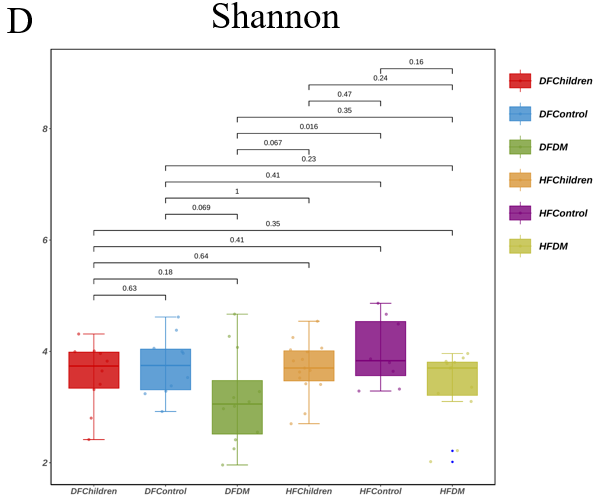 D
Shannon
0.16
0.24
0.47
0.35
0.016
0.067
0.23
0.41
1
0.069
0.35
0.41
0.64
0.18
0.63
8
6
4
2
DFChildren
DFControl
DFDM
HFChildren
HFControl
HFDM
DFChildren
DFControl
DFDM
HFChildren
HFControl
HFDM